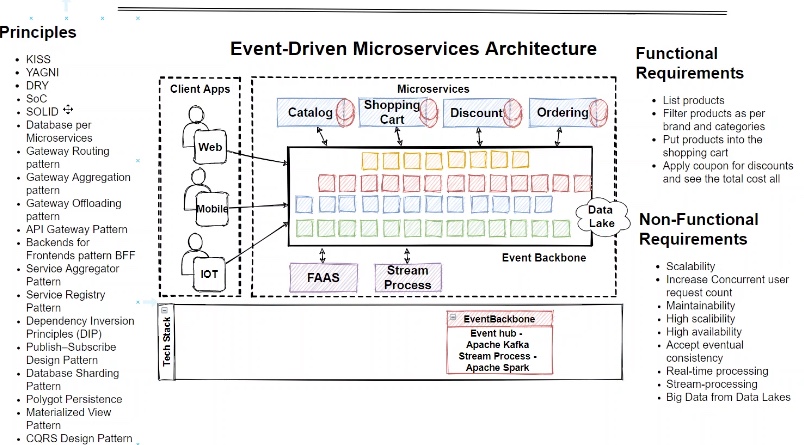 Principles
KISS
YAGNI
DRY
SoC
SOLID
Database per
Microservices
Gateway Routing
pattern
Gateway Aggregation
pattern
Gateway Offloading
pattern
API Gateway Pattern
Backends for
Frontends pattern BFF
Service Aggregator
Pattern
Service Registry
Pattern
Dependency Inversion
Principles (DIP)
Publish–Subscribe
Design Pattern
Database Sharding
Pattern
Polygot Persistence
Materialized View
Pattern
CQRS Design Pattern
Event-Driven Microservices Architecture
Client Apps
Web
Mobile
IOT
Microservices
Catalog
Shopping
Cart
Discount
Ordering
Data
Lake
Event Backbone
FAAS
Stream
Process
Tech Stack
EventBackbone
Event hub -
Apache Kafka
Stream Process -
Apache Spark
Functional
Requirements
List products
Filter products as per
brand and categories
Put products into the
shopping cart
Apply coupon for discounts
and see the total cost all
Non-Functional
Requirements
Scalability
Increase Concurrent user
request count
Maintainability
High scalibility
High availability
Accept eventual
consistency
Real-time processing
Stream-processing
Big Data from Data Lakes